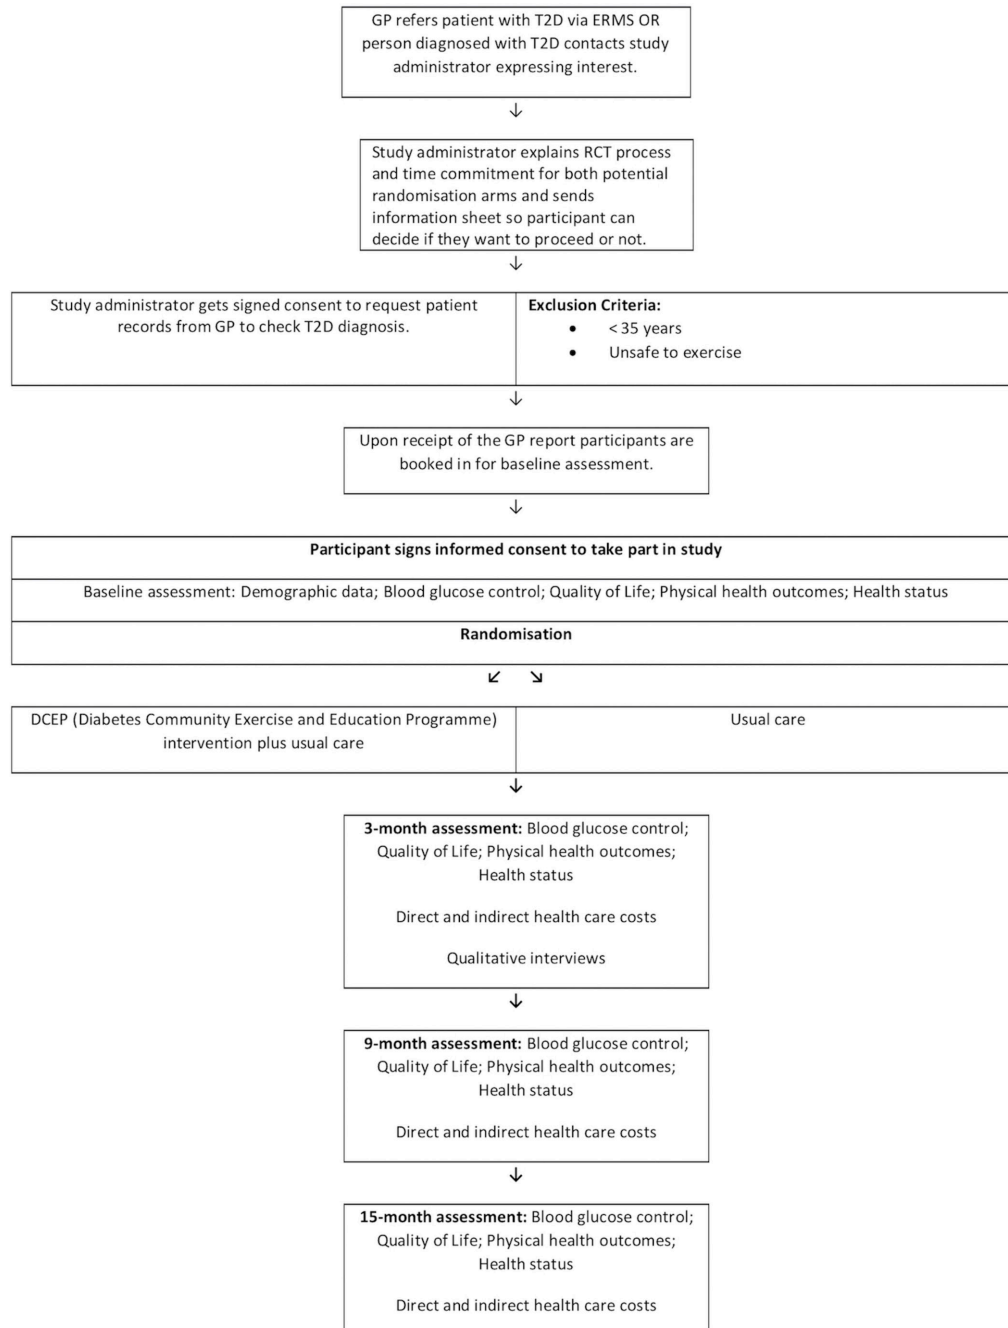 GP refers patient with T2D via ERMS OR
person diagnosed with T2D contacts study
administrator expressing interest.
Study administrator explains RCT process
and time commitment for both potential
randomisation arms and sends
information sheet so participant can
decide if they want to proceed or not.
Study administrator gets signed consent to request patient
records from GP to check T2D diagnosis.
Exclusion Criteria:
• < 35 years
• Unsafe to exercise
Upon receipt of the GP report participants are
booked in for baseline assessment.
Participant signs informed consent to take part in study
Baseline assessment: Demographic data; Blood glucose control; Quality of Life; Physical health outcomes; Health status
Randomisation
DCEP (Diabetes Community Exercise and Education Programme)
intervention plus usual care
Usual care
3-month assessment: Blood glucose control;
Quality of Life; Physical health outcomes;
Health status
Direct and indirect health care costs
Qualitative interviews
9-month assessment: Blood glucose control;
Quality of Life; Physical health outcomes;
Health status
Direct and indirect health care costs
15-month assessment: Blood glucose control;
Quality of Life; Physical health outcomes;
Health status
Direct and indirect health care costs